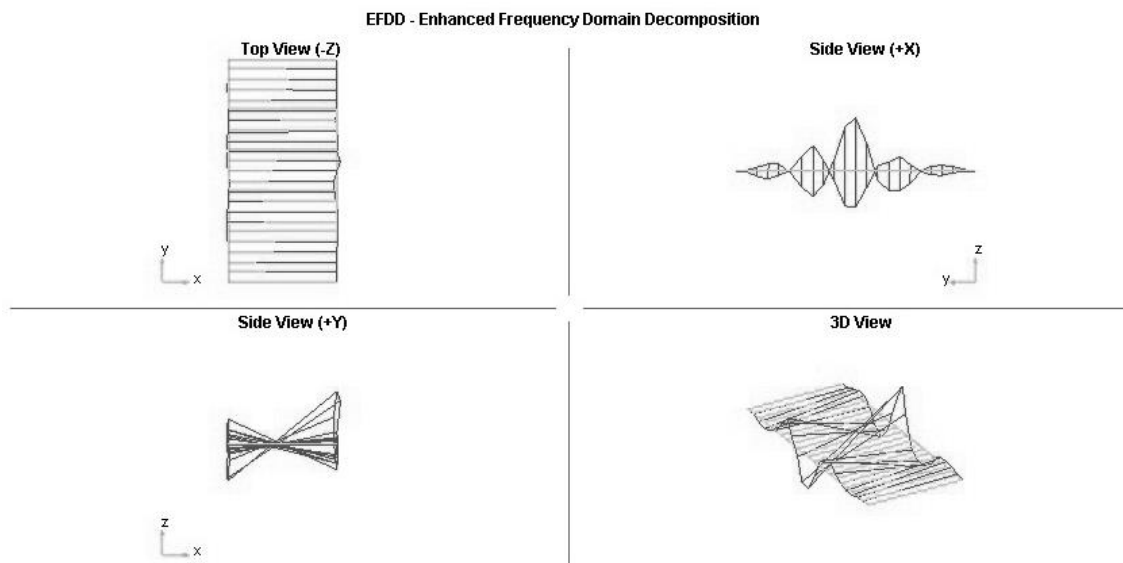 EFDD - Enhanced Frequency Domain Decomposition
Top View (-Z)
Side View (+X)
y
x
z
y
Side View (+Y)
3D View
z
x